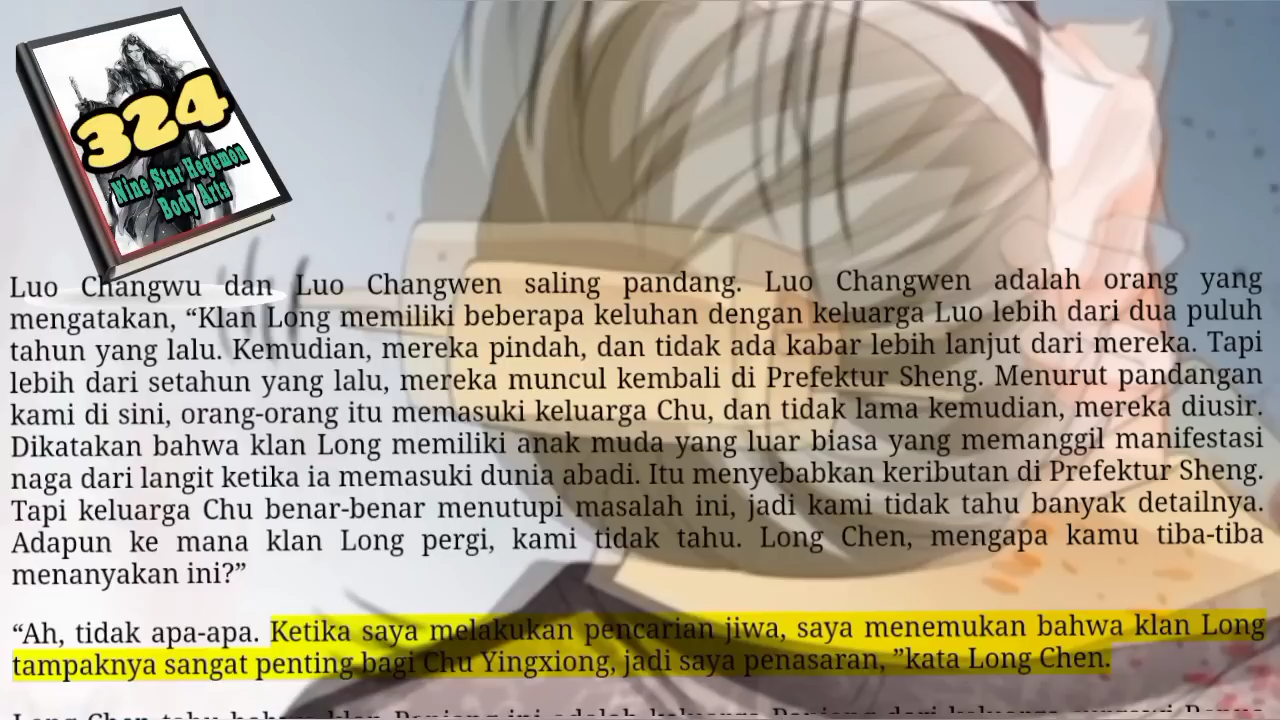 324
Nine Star Hegemon
Body Arts
Luo Changwu dan Luo Changwen saling pandang. Luo Changwen adalah orang yang
mengatakan, “Klan Long memiliki beberapa keluhan dengan keluarga Luo lebih dari dua puluh
tahun yang lalu. Kemudian, mereka pindah, dan tidak ada kabar lebih lanjut dari mereka. Tapi
lebih dari setahun yang lalu, mereka muncul kembali di Prefektur Sheng. Menurut pandangan
kami di sini, orang-orang itu memasuki keluarga Chu, dan tidak lama kemudian, mereka diusir.
Dikatakan bahwa klan Long memiliki anak muda yang luar biasa yang memanggil manifestasi
naga dari langit ketika ia memasuki dunia abadi. Itu menyebabkan keributan di Prefektur Sheng.
Tapi keluarga Chu benar-benar menutupi masalah ini, jadi kami tidak tahu banyak detailnya.
Adapun ke mana klan Long pergi, kami tidak tahu. Long Chen, mengapa kamu tiba-tiba
menanyakan ini?”
“Ah, tidak apa-apa. Ketika saya melakukan pencarian jiwa, saya menemukan bahwa klan Long
tampaknya sangat penting bagi Chu Yingxiong, jadi saya penasaran, ”kata Long Chen.